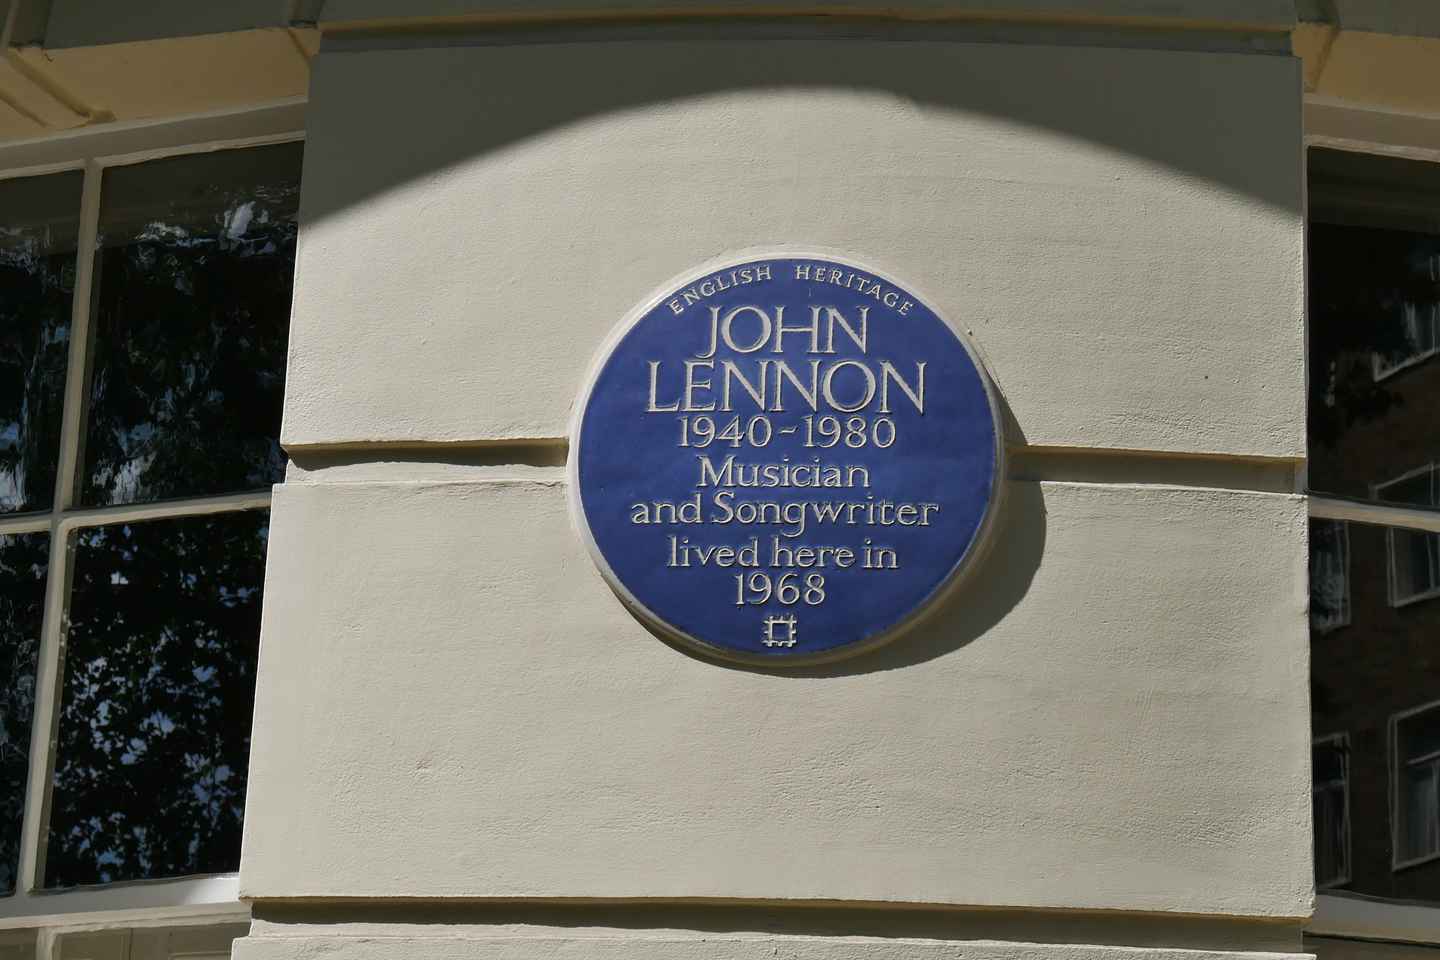 ENGLISH HERITAGE
JOHN
LENNON
1940-1980
Musician
and Songwriter
lived here in
1968